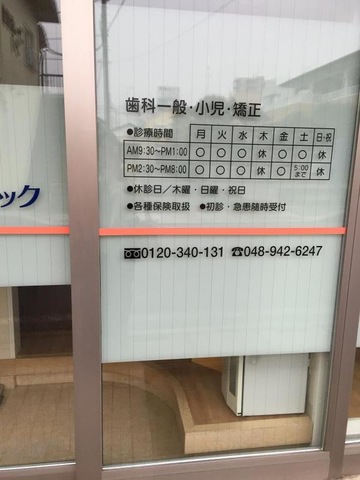 歯科一般・小児・矯正
●診療時間 月 火 水 木 金 土 日・祝
AM9:30~PM1:00 ○ ○ ○ 休 ○ ○ 休
PM2:30~PM8:00 ○ ○ ○ 休 ○ 5:00まで 休
●休診日/木曜・日曜・祝日
●各種保険取扱 ●初診・急患随時受付
ック
0120-340-131 ☎048-942-6247